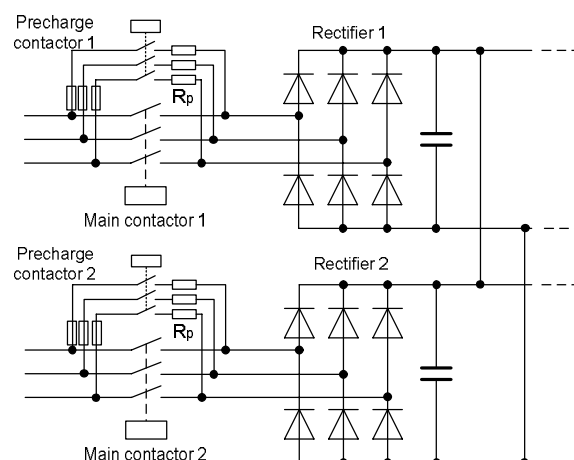 Precharge
contactor 1
Rectifier 1
Rp
Main contactor 1
Precharge
contactor 2
Rectifier 2
Rp
Main contactor 2